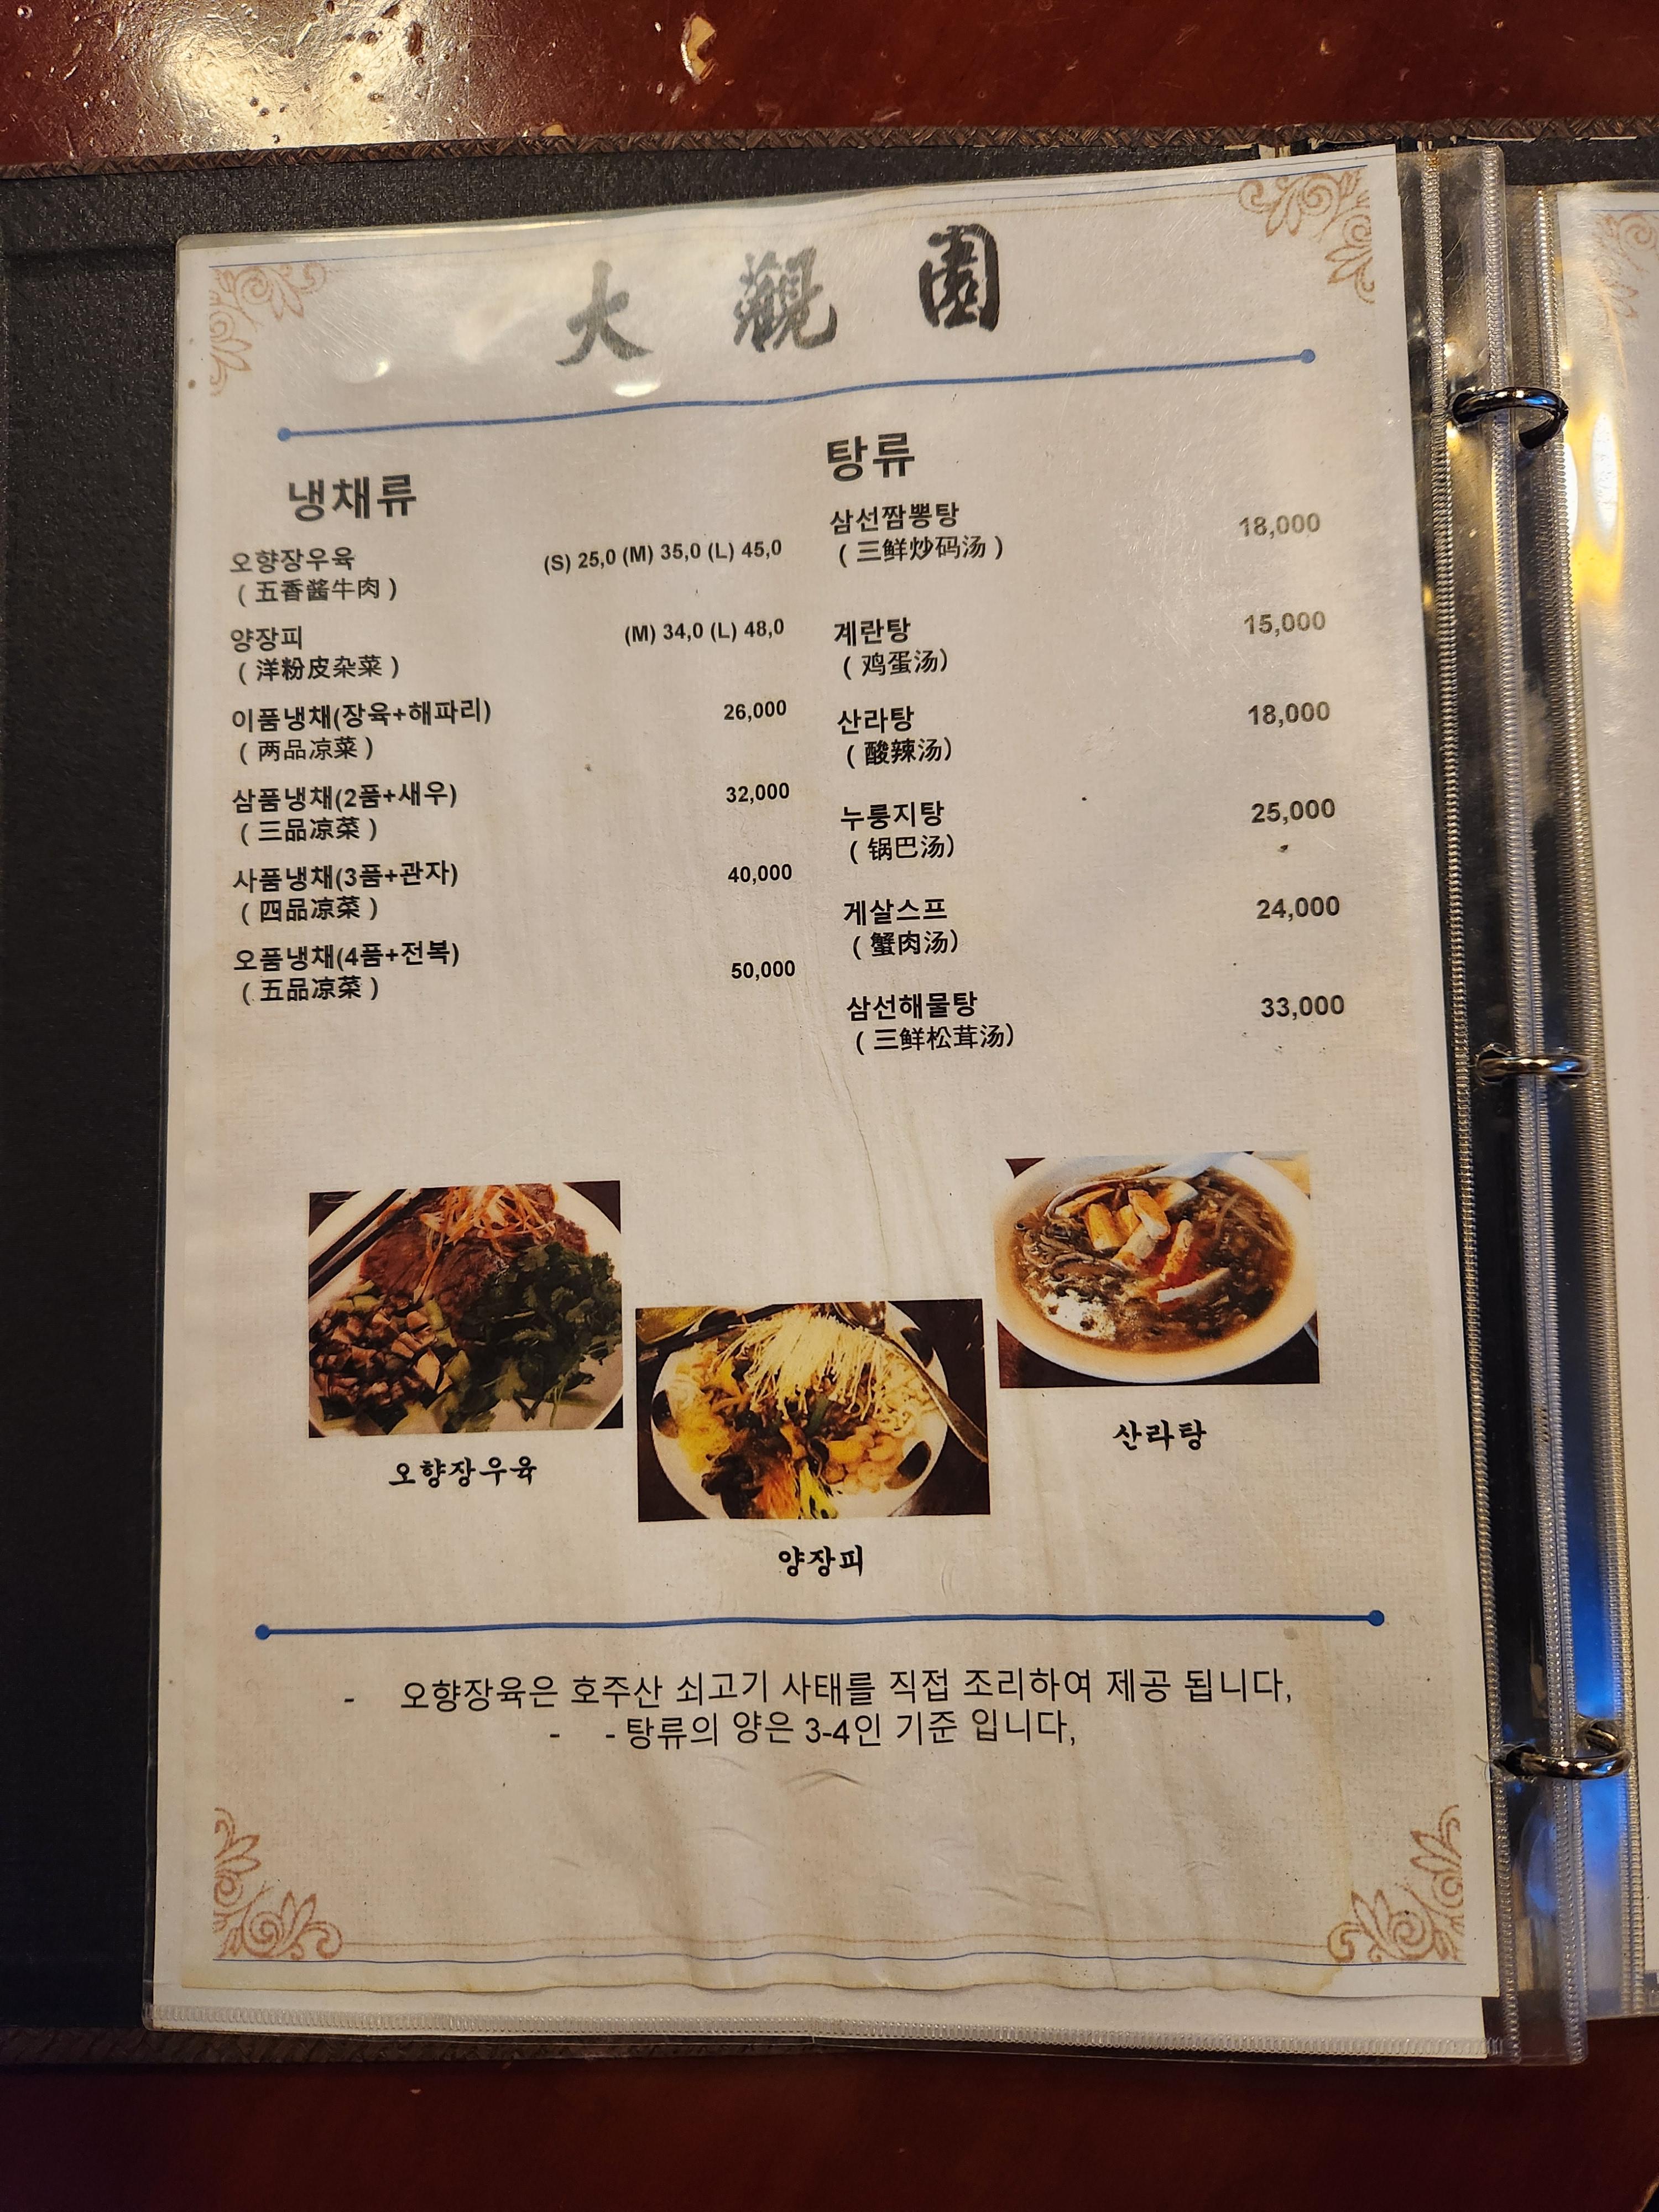 大觀園
냉채류
오향장우육 (S) 25,0 (M) 35,0 (L) 45,0
(五香酱牛肉)
양장피 (M) 34,0 (L) 48,0
(洋粉皮杂菜)
이품냉채(장육+해파리) 26,000
(两品凉菜)
삼품냉채(2품+새우) 32,000
(三品凉菜)
사품냉채(3품+관자) 40,000
(四品凉菜)
오품냉채(4품+전복) 50,000
(五品凉菜)
탕류
삼선짬뽕탕 18,000
(三鲜炒码汤)
계란탕 15,000
(鸡蛋汤)
산라탕 18,000
(酸辣汤)
누룽지탕 25,000
(锅巴汤)
게살스프 24,000
(蟹肉汤)
삼선해물탕 33,000
(三鲜松茸汤)
오향장우육
양장피
산라탕
- 오향장육은 호주산 쇠고기 사태를 직접 조리하여 제공 됩니다,
- - 탕류의 양은 3-4인 기준 입니다,